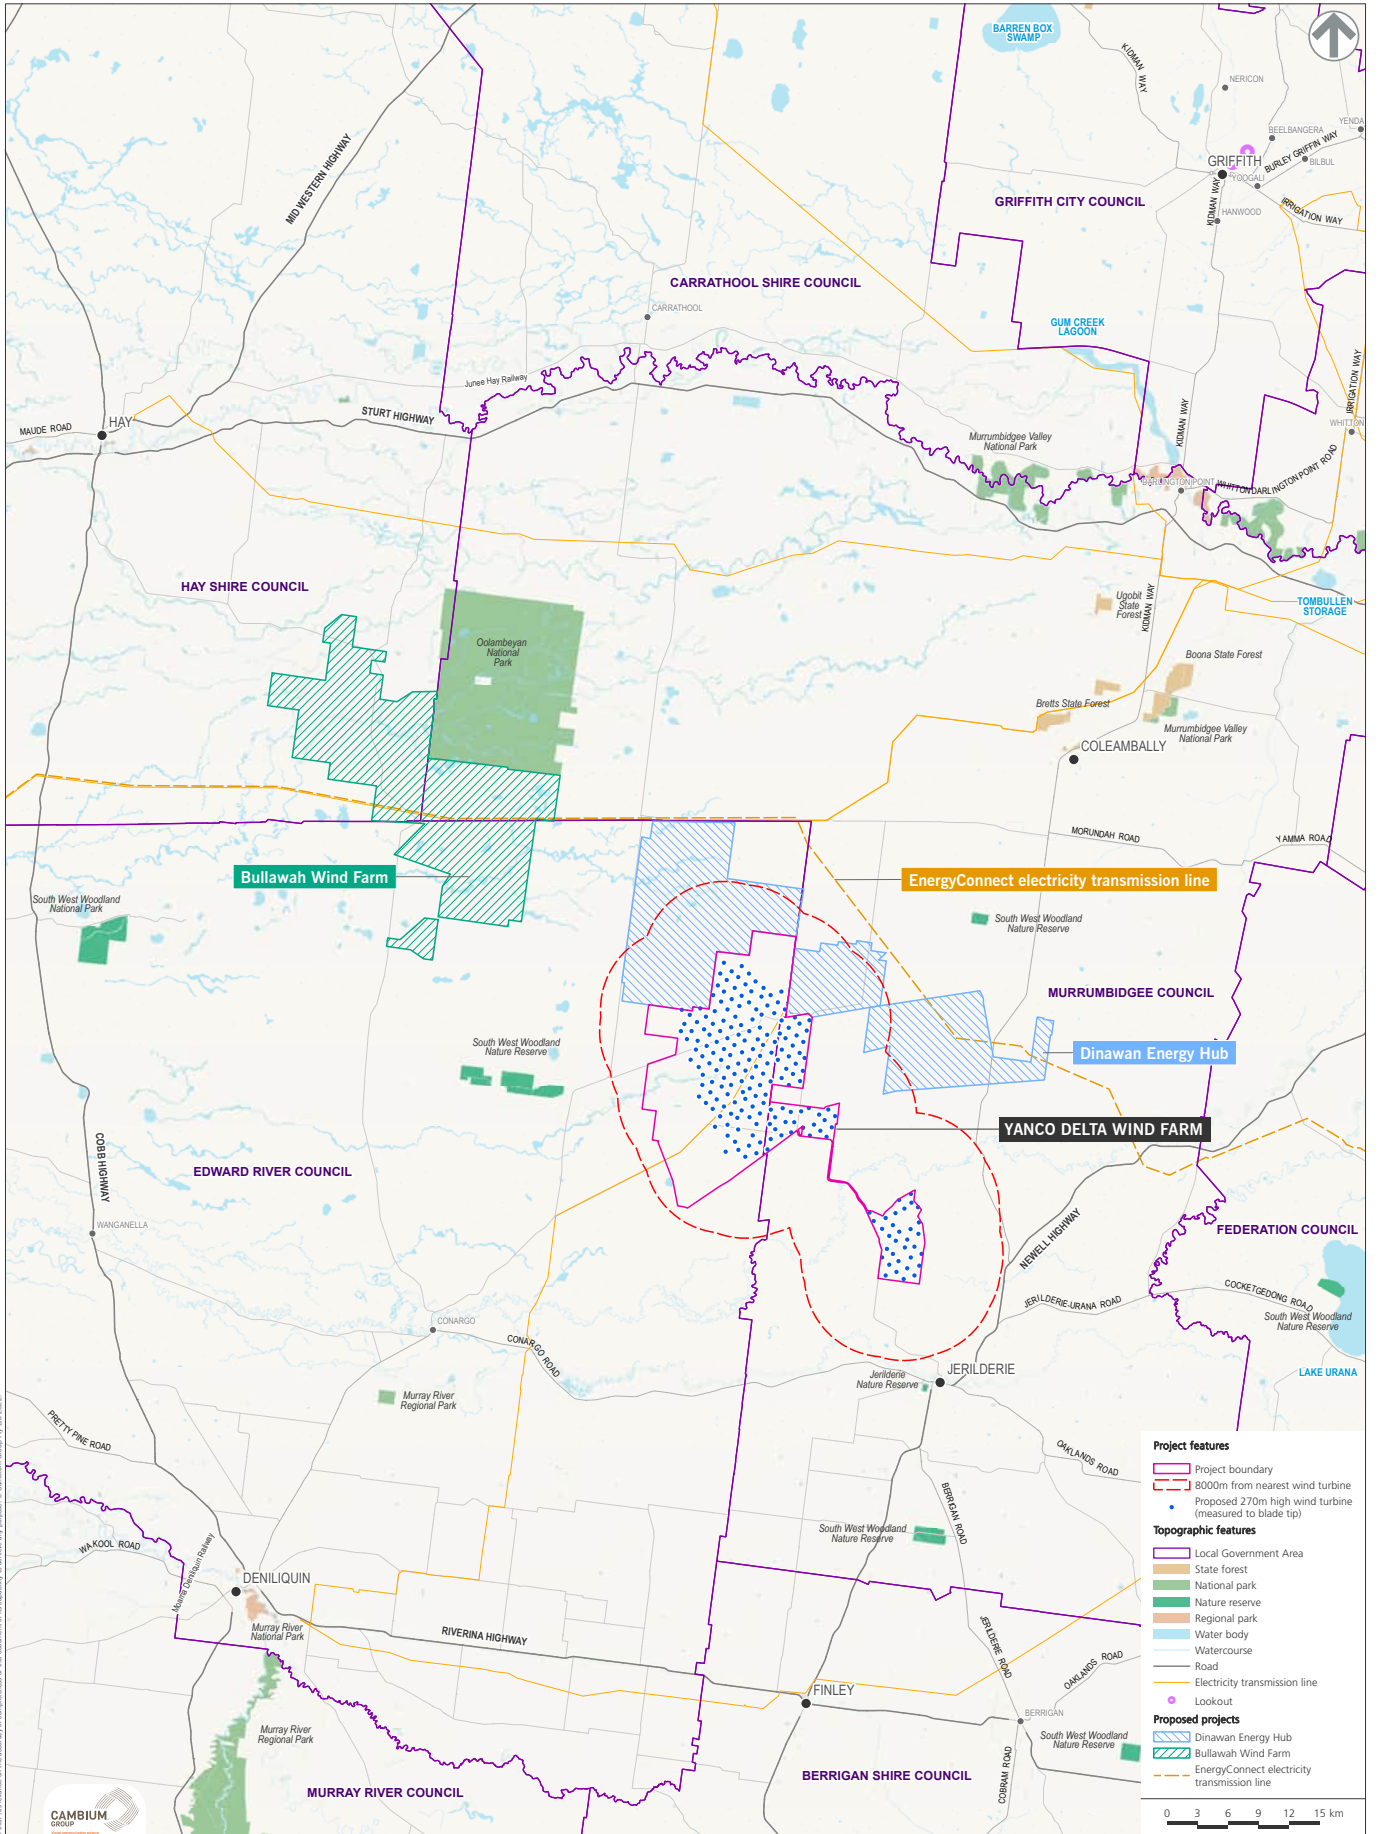 BARREN BOX
SWAMP
KIDMAN WAY
NERICON
BEELBANGERA
YENDA
BURLEY GRIFFIN WAY
GRIFFITH
BILBUL
YOOGALI
IRRIGATION WAY
KIDMAN WAY
HANWOOD
GRIFFITH CITY COUNCIL
MID WESTERN HIGHWAY
CARRATHOOL SHIRE COUNCIL
CARRATHOOL
GUM CREEK
LAGOON
IRRIGATION WAY
Junee Hay Railway
STURT HIGHWAY
HAY
MAUDE ROAD
KIDMAN WAY
WHITTON
Murrumbidgee Valley
National Park
DARLINGTON POINT
WHITTON DARLINGTON POINT ROAD
HAY SHIRE COUNCIL
Ugobit
State
Forest
KIDMAN WAY
TOMBULLEN
STORAGE
Oolambeyan
National
Park
Boona State Forest
Bretts State Forest
Murrumbidgee Valley
National Park
COLEAMBALLY
MORUNDAH ROAD
YAMMA ROAD
Bullawah Wind Farm
EnergyConnect electricity transmission line
South West Woodland
National Park
South West Woodland
Nature Reserve
MURRUMBIDGEE COUNCIL
South West Woodland
Nature Reserve
Dinawan Energy Hub
YANCO DELTA WIND FARM
COBB HIGHWAY
EDWARD RIVER COUNCIL
WANGANELLA
NEWELL HIGHWAY
FEDERATION COUNCIL
COCKETGEDONG ROAD
JERILDERIE-URANA ROAD
South West Woodland
Nature Reserve
CONARGO
CONARGO ROAD
LAKE URANA
JERILDERIE
Jerilderie
Nature Reserve
Murray River
Regional Park
PRETTY PINE ROAD
OAKLANDS ROAD
BERRIGAN ROAD
South West Woodland
Nature Reserve
WAKOOL ROAD
Moama Deniliquin Railway
DENILIQUIN
Murray River
National Park
RIVERINA HIGHWAY
JERILDERIE ROAD
OAKLANDS ROAD
FINLEY
BERRIGAN
Murray River
Regional Park
South West Woodland
Nature Reserve
COBRAM ROAD
BERRIGAN SHIRE COUNCIL
MURRAY RIVER COUNCIL
CAMBIUM
GROUP
Project features
Project boundary
8000m from nearest wind turbine
Proposed 270m high wind turbine
(measured to blade tip)
Topographic features
Local Government Area
State forest
National park
Nature reserve
Regional park
Water body
Watercourse
Road
Electricity transmission line
Lookout
Proposed projects
Dinawan Energy Hub
Bullawah Wind Farm
EnergyConnect electricity
transmission line
0 3 6 9 12 15 km